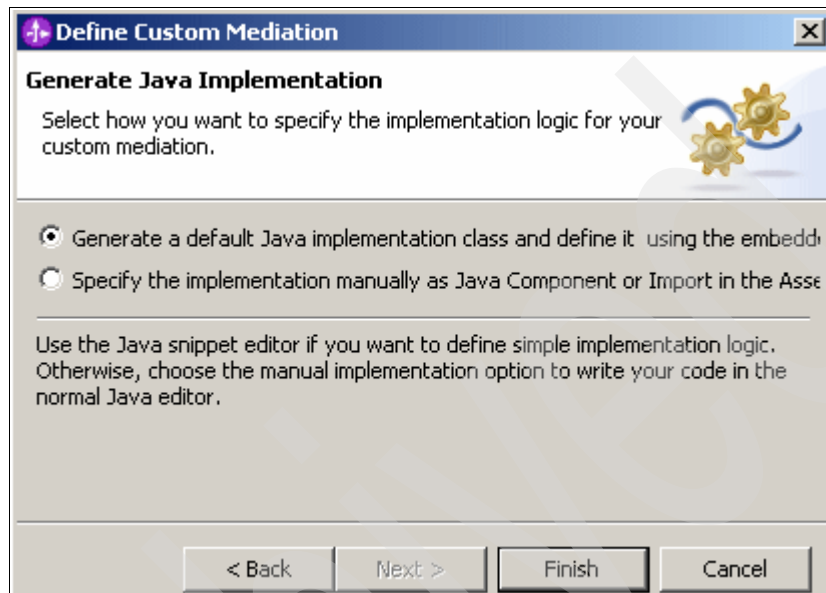 Define Custom Mediation
Generate Java Implementation
Select how you want to specify the implementation logic for your
custom mediation.
Generate a default Java implementation class and define it using the embedd
Specify the implementation manually as Java Component or Import in the Asse
Use the Java snippet editor if you want to define simple implementation logic.
Otherwise, choose the manual implementation option to write your code in the
normal Java editor.
< Back Next > Finish Cancel